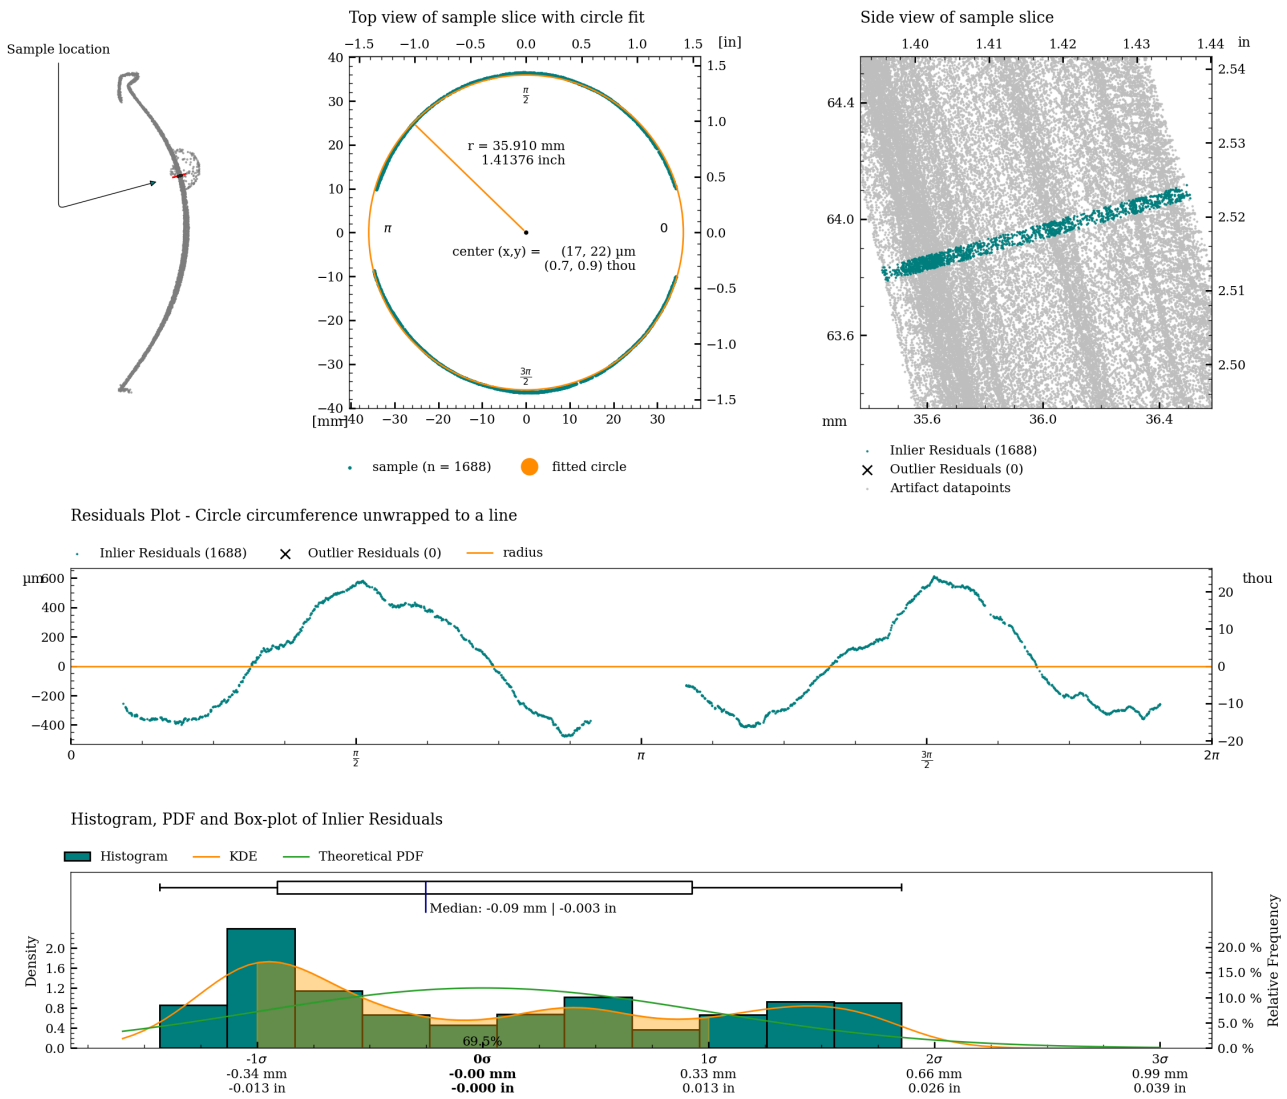 Sample location
Top view of sample slice with circle fit
−1.5 −1.0 −0.5 0.0 0.5 1.0 1.5 [in]
40 30 20 10 0 −10 −20 −30 −40
1.5 1.0 0.5 0.0 −0.5 −1.0 −1.5
π/2
r = 35.910 mm
1.41376 inch
π 0
center (x,y) = (17, 22) µm
(0.7, 0.9) thou
3π/2
[mm] −40 −30 −20 −10 0 10 20 30
sample (n = 1688) fitted circle
Side view of sample slice
1.40 1.41 1.42 1.43 1.44 in
64.4 64.0 63.6
2.54 2.53 2.52 2.51 2.50
mm 35.6 36.0 36.4
Inlier Residuals (1688)
Outlier Residuals (0)
Artifact datapoints
Residuals Plot - Circle circumference unwrapped to a line
Inlier Residuals (1688) Outlier Residuals (0) radius
µm thou
600 400 200 0 −200 −400
20 10 0 −10 −20
0 π/2 π 3π/2 2π
Histogram, PDF and Box-plot of Inlier Residuals
Histogram KDE Theoretical PDF
Median: -0.09 mm | -0.003 in
Density
2.0 1.6 1.2 0.8 0.4 0.0
20.0 % 15.0 % 10.0 % 5.0 % 0.0 %
Relative Frequency
69.5%
-1σ 0σ 1σ 2σ 3σ
-0.34 mm -0.00 mm 0.33 mm 0.66 mm 0.99 mm
-0.013 in -0.000 in 0.013 in 0.026 in 0.039 in